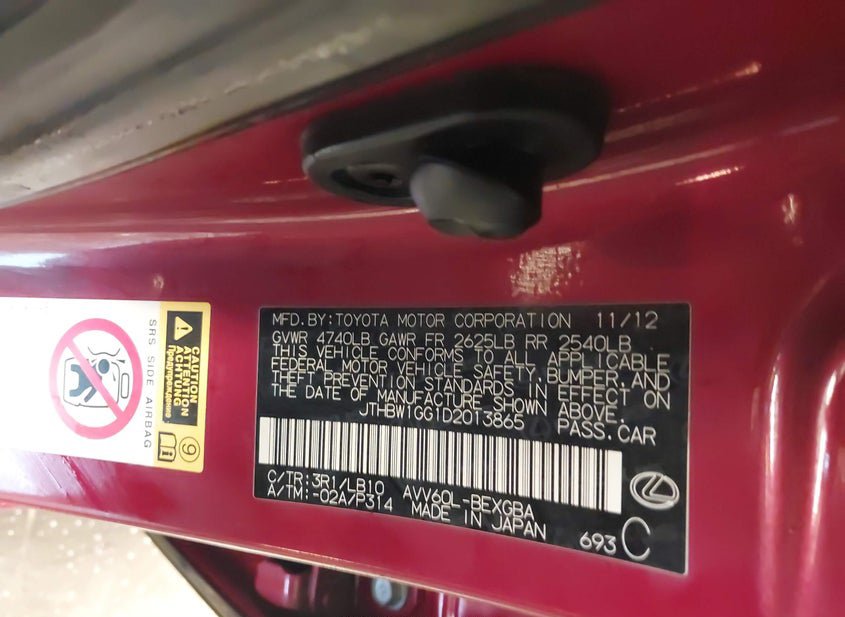 MFD. BY: TOYOTA MOTOR CORPORATION 11/12
GVWR 4740LB GAWR FR 2625LB RR 2540LB
THIS VEHICLE CONFORMS TO ALL APPLICABLE
FEDERAL MOTOR VEHICLE SAFETY, BUMPER, AND
THEFT PREVENTION STANDARDS IN EFFECT ON
THE DATE OF MANUFACTURE SHOWN ABOVE.
JTHBW1GG1D2013865 PASS. CAR
C/TR: 3R1/LB10 AVV60L-BEXGBA
A/TM: -02A/P314 MADE IN JAPAN
693 C
CAUTION
ATTENTION
ACHTUNG
Предупреждение
9
SRS SIDE AIRBAG